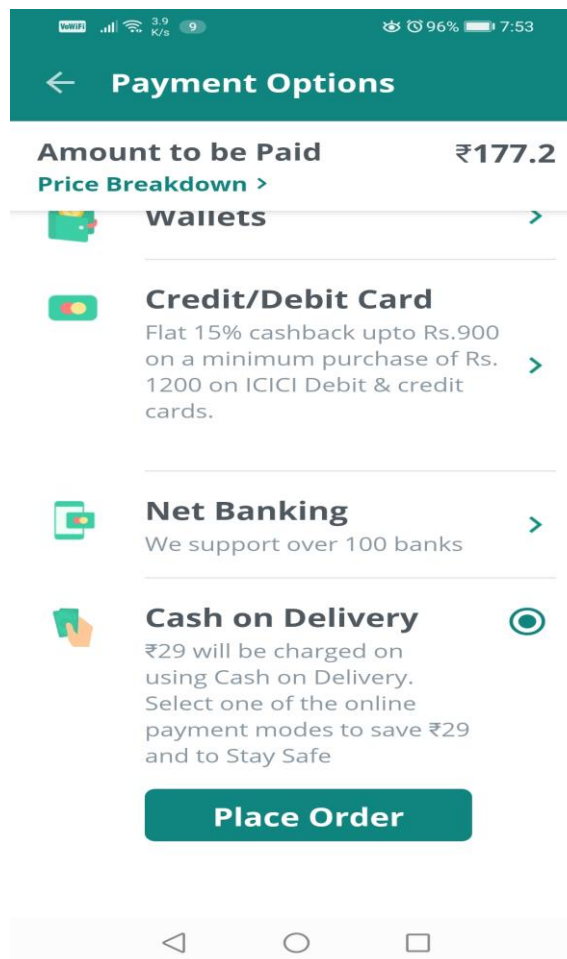 VoWiFi 3.9 K/s 9 96% 7:53
Payment Options
Amount to be Paid ₹177.2
Price Breakdown >
Wallets
Credit/Debit Card
Flat 15% cashback upto Rs.900
on a minimum purchase of Rs.
1200 on ICICI Debit & credit
cards.
Net Banking
We support over 100 banks
Cash on Delivery
₹29 will be charged on
using Cash on Delivery.
Select one of the online
payment modes to save ₹29
and to Stay Safe
Place Order